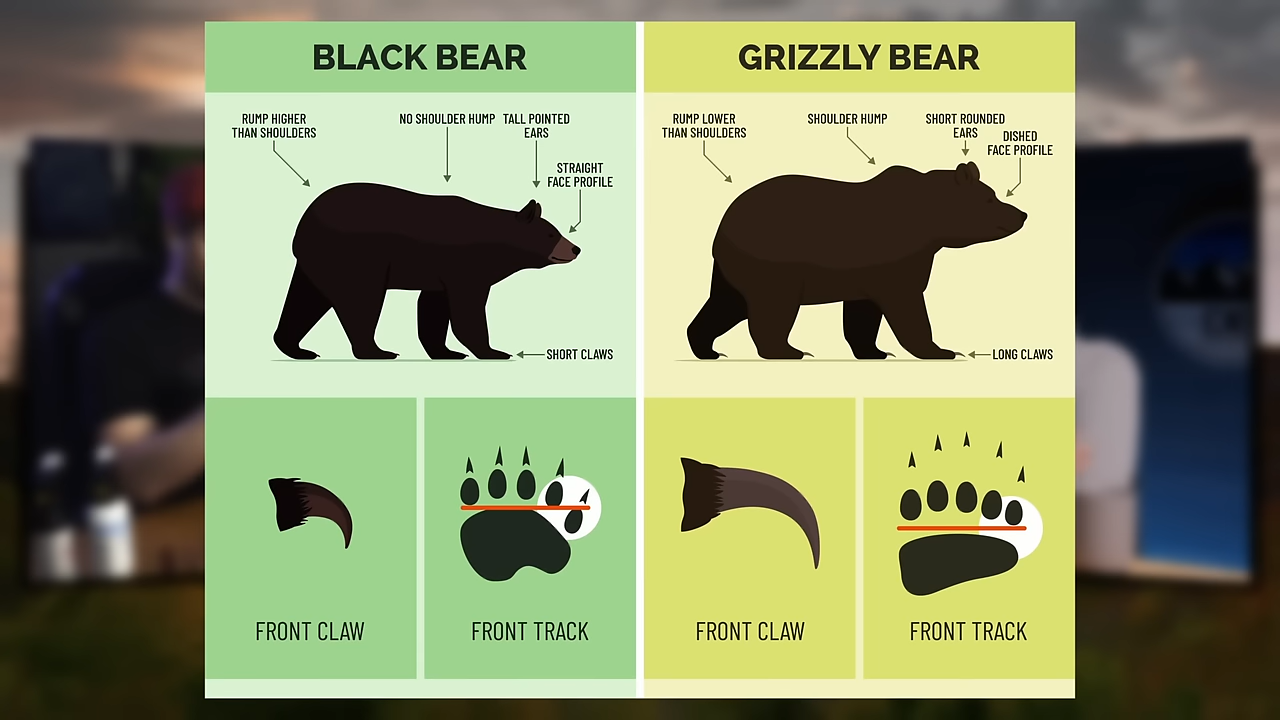 BLACK BEAR
RUMP HIGHER
THAN SHOULDERS
NO SHOULDER HUMP
TALL POINTED
EARS
STRAIGHT
FACE PROFILE
SHORT CLAWS
FRONT CLAW
FRONT TRACK
GRIZZLY BEAR
RUMP LOWER
THAN SHOULDERS
SHOULDER HUMP
SHORT ROUNDED
EARS
DISHED
FACE PROFILE
LONG CLAWS
FRONT CLAW
FRONT TRACK